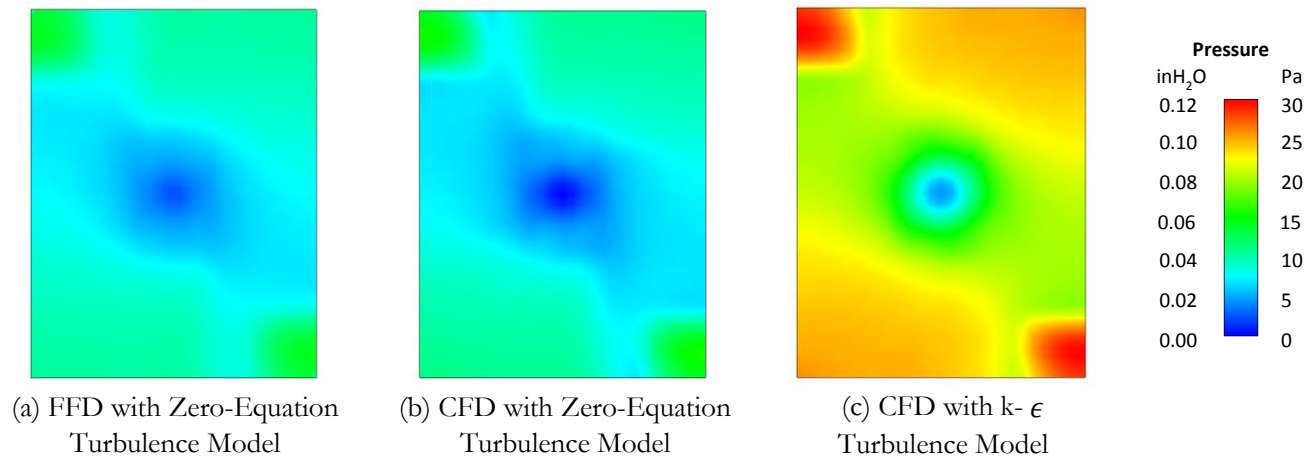 Pressure
inH₂O Pa
0.12 30
0.10 25
0.08 20
0.06 15
0.04 10
0.02 5
0.00 0
(a) FFD with Zero-Equation
Turbulence Model
(b) CFD with Zero-Equation
Turbulence Model
(c) CFD with k- ϵ
Turbulence Model